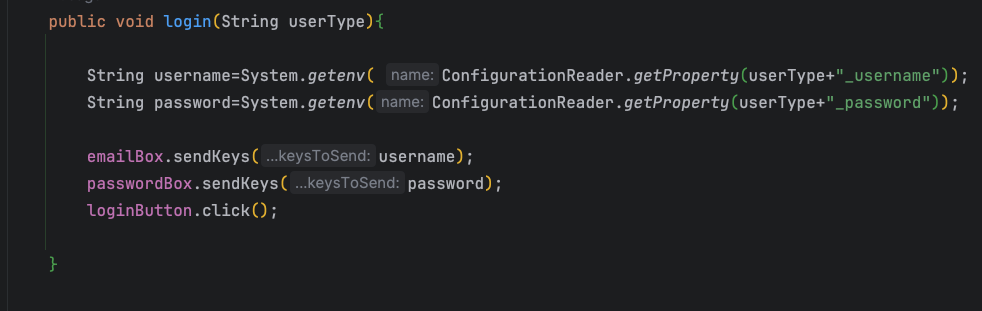 public void login(String userType){
String username=System.getenv( name: ConfigurationReader.getProperty(userType+"_username"));
String password=System.getenv( name: ConfigurationReader.getProperty(userType+"_password"));
emailBox.sendKeys( ...keysToSend: username);
passwordBox.sendKeys( ...keysToSend: password);
loginButton.click();
}